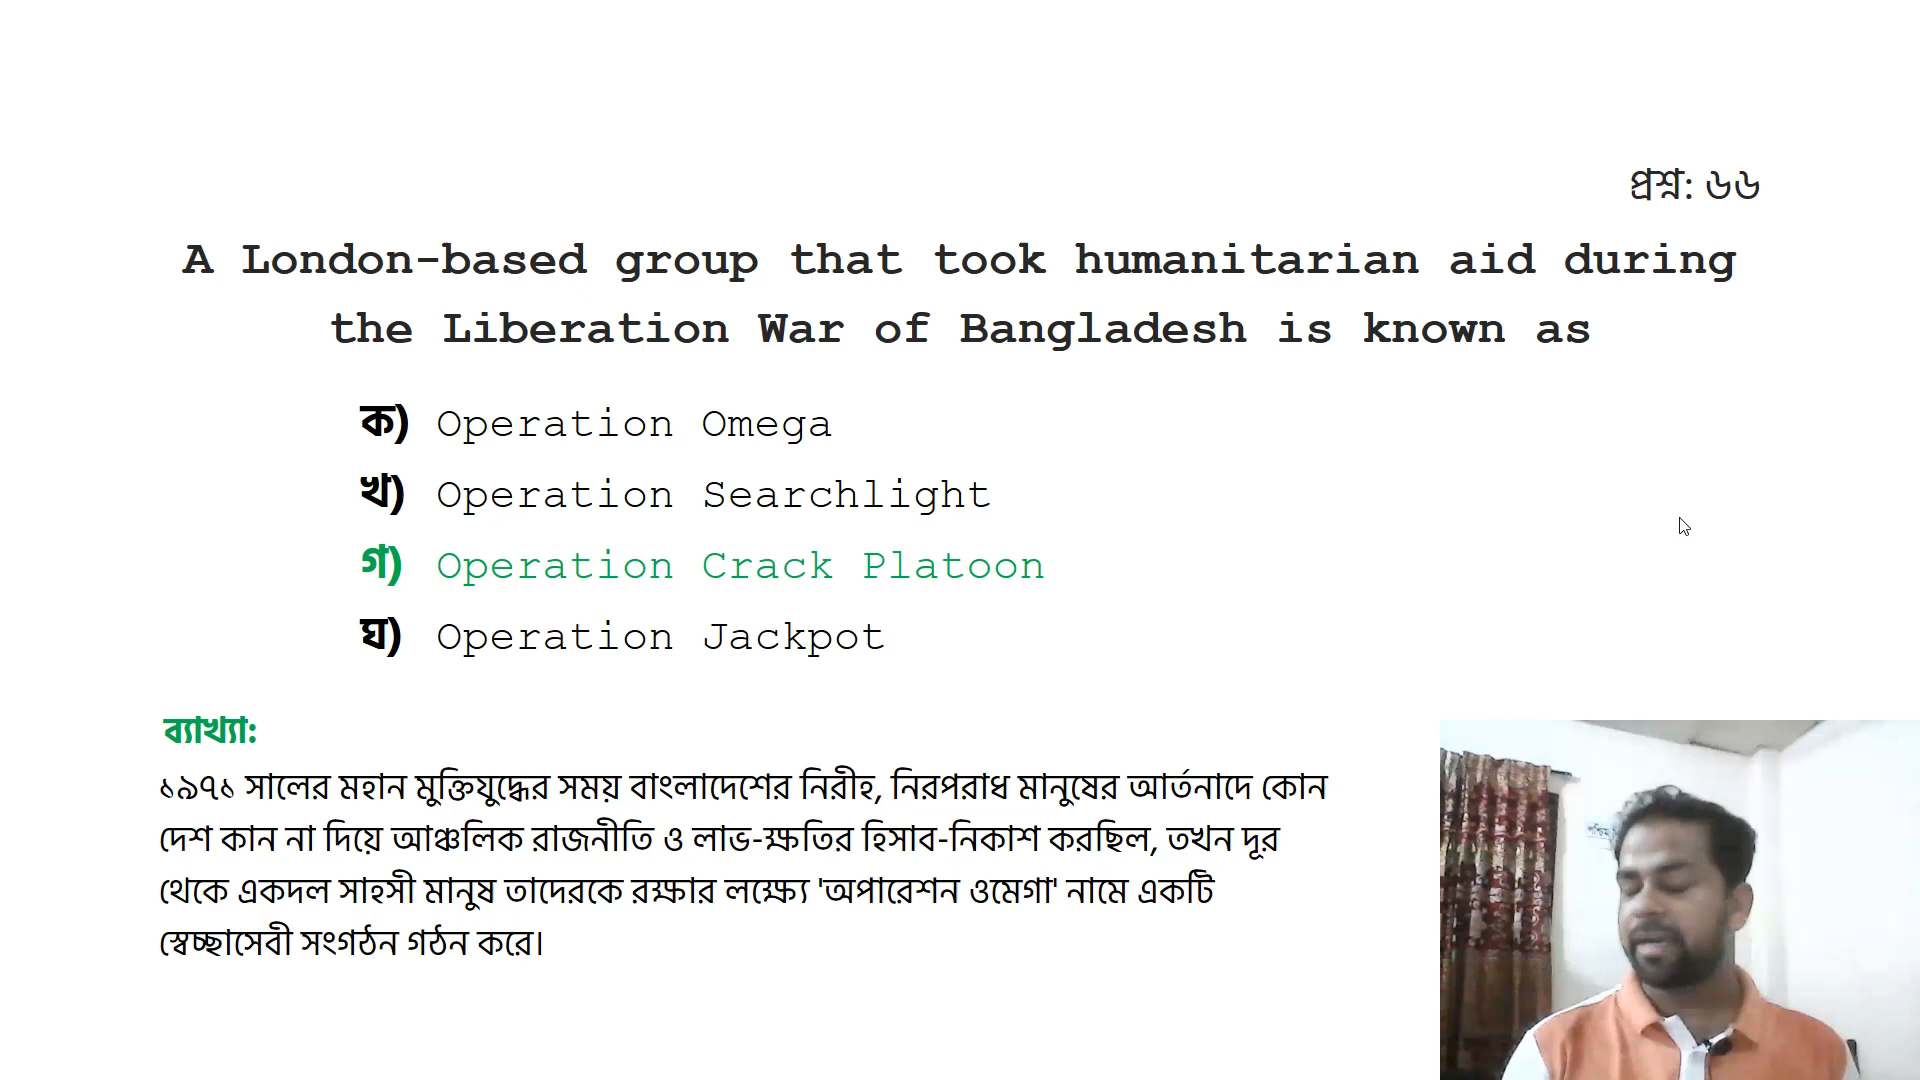 প্রশ্ন: ৬৬
A London-based group that took humanitarian aid during
the Liberation War of Bangladesh is known as
ক) Operation Omega
খ) Operation Searchlight
গ) Operation Crack Platoon
ঘ) Operation Jackpot
ব্যাখ্যা:
১৯৭১ সালের মহান মুক্তিযুদ্ধের সময় বাংলাদেশের নিরীহ, নিরপরাধ মানুষের আর্তনাদে কোন
দেশ কান না দিয়ে আঞ্চলিক রাজনীতি ও লাভ-ক্ষতির হিসাব-নিকাশ করছিল, তখন দূর
থেকে একদল সাহসী মানুষ তাদেরকে রক্ষার লক্ষ্যে 'অপারেশন ওমেগা' নামে একটি
স্বেচ্ছাসেবী সংগঠন গঠন করে।